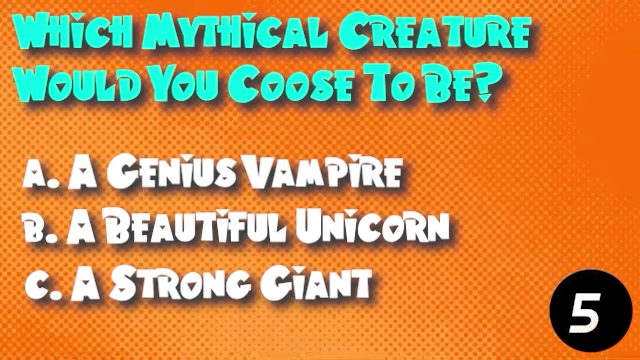 Which Mythical Creature
Would You Coose To Be?
A. A Genius Vampire
B. A Beautiful Unicorn
C. A Strong Giant
5